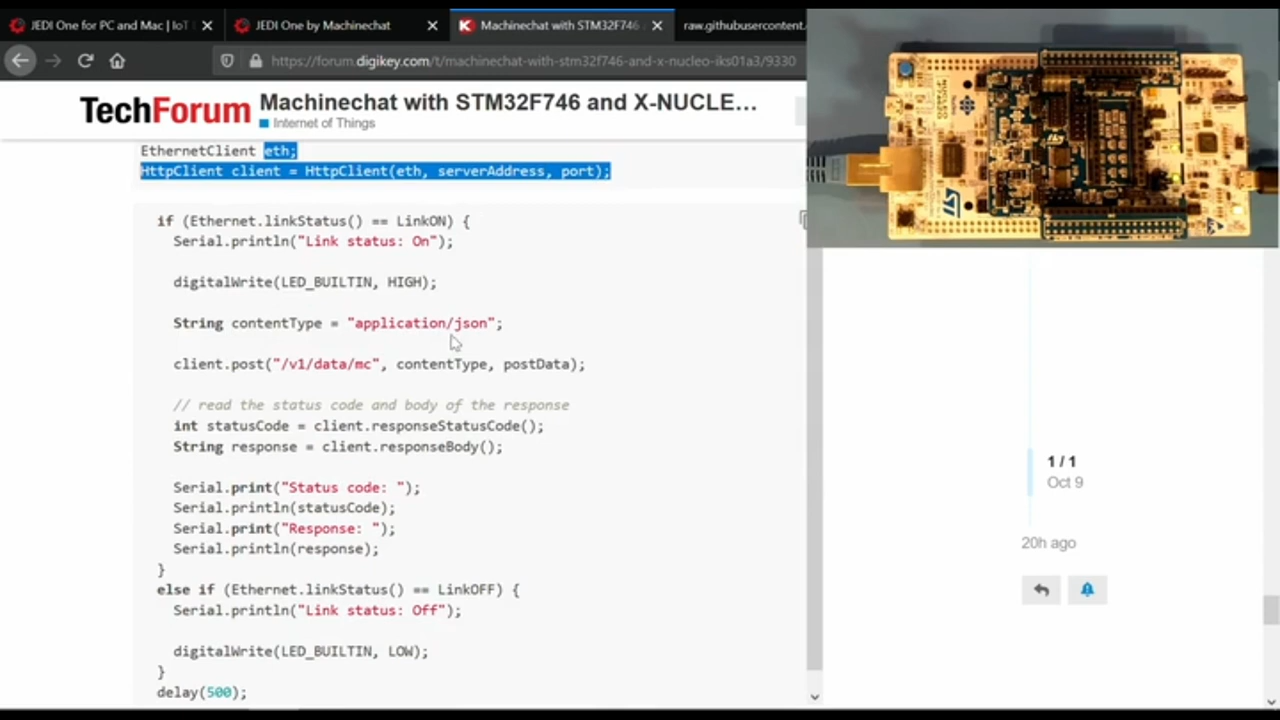 JEDI One for PC and Mac | IoT
JEDI One by Machinechat
Machinechat with STM32F746
raw.githubusercontent.
https://forum.digikey.com/t/machinechat-with-stm32f746-and-x-nucleo-iks01a3/9330
TechForum
Machinechat with STM32F746 and X-NUCLE...
Internet of Things
EthernetClient eth;
HttpClient client = HttpClient(eth, serverAddress, port);
if (Ethernet.linkStatus() == LinkON) {
Serial.println("Link status: On");
digitalWrite(LED_BUILTIN, HIGH);
String contentType = "application/json";
client.post("/v1/data/mc", contentType, postData);
// read the status code and body of the response
int statusCode = client.responseStatusCode();
String response = client.responseBody();
Serial.print("Status code: ");
Serial.println(statusCode);
Serial.print("Response: ");
Serial.println(response);
}
else if (Ethernet.linkStatus() == LinkOFF) {
Serial.println("Link status: Off");
digitalWrite(LED_BUILTIN, LOW);
}
delay(500);
1 / 1
Oct 9
20h ago